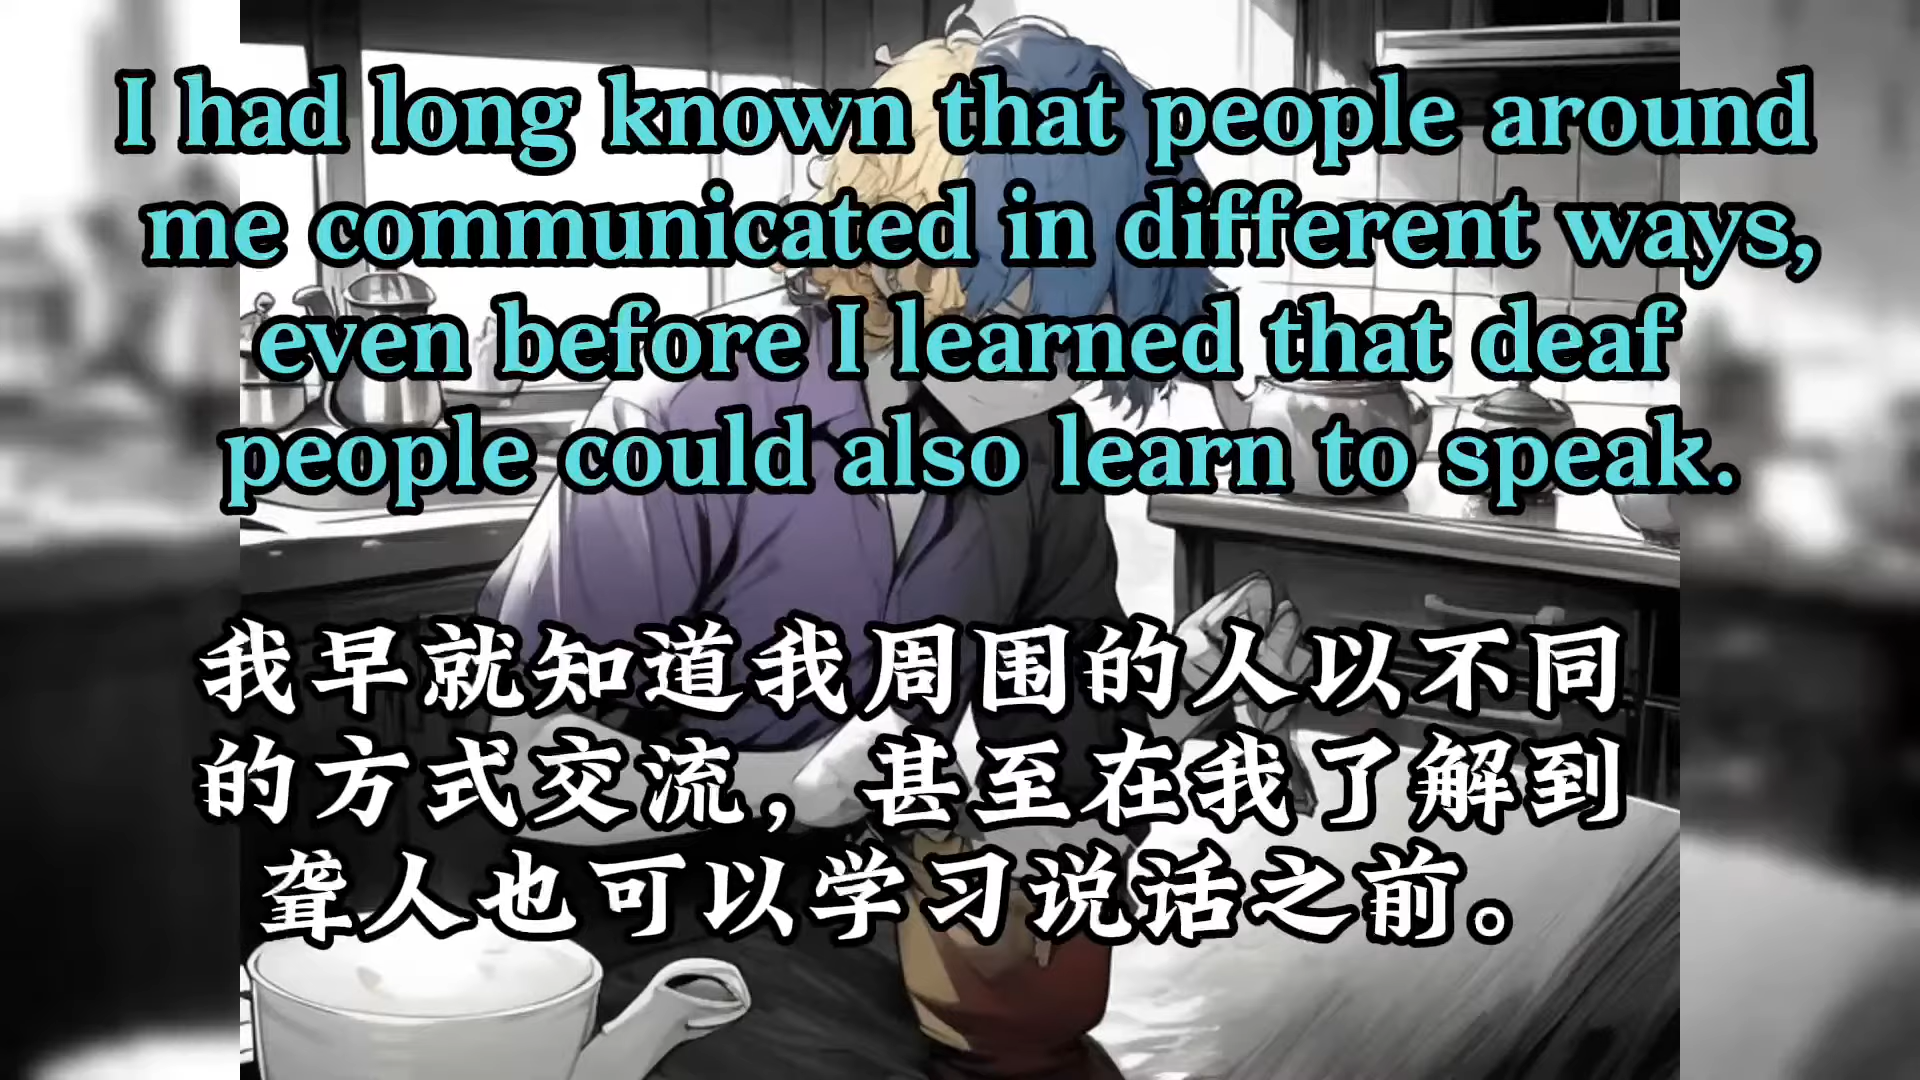 I had long known that people around
me communicated in different ways,
even before I learned that deaf
people could also learn to speak.
我早就知道我周围的人以不同
的方式交流，甚至在我了解到
聋人也可以学习说话之前。